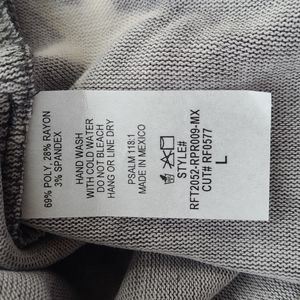 69% POLY, 28% RAYON
3% SPANDEX
HAND WASH
WITH COLD WATER
DO NOT BLEACH
HANG OR LINE DRY
PSALM 118:1
MADE IN MEXICO
STYLE#
RFT2052-RPR009-MX
CUT# RF0577
L